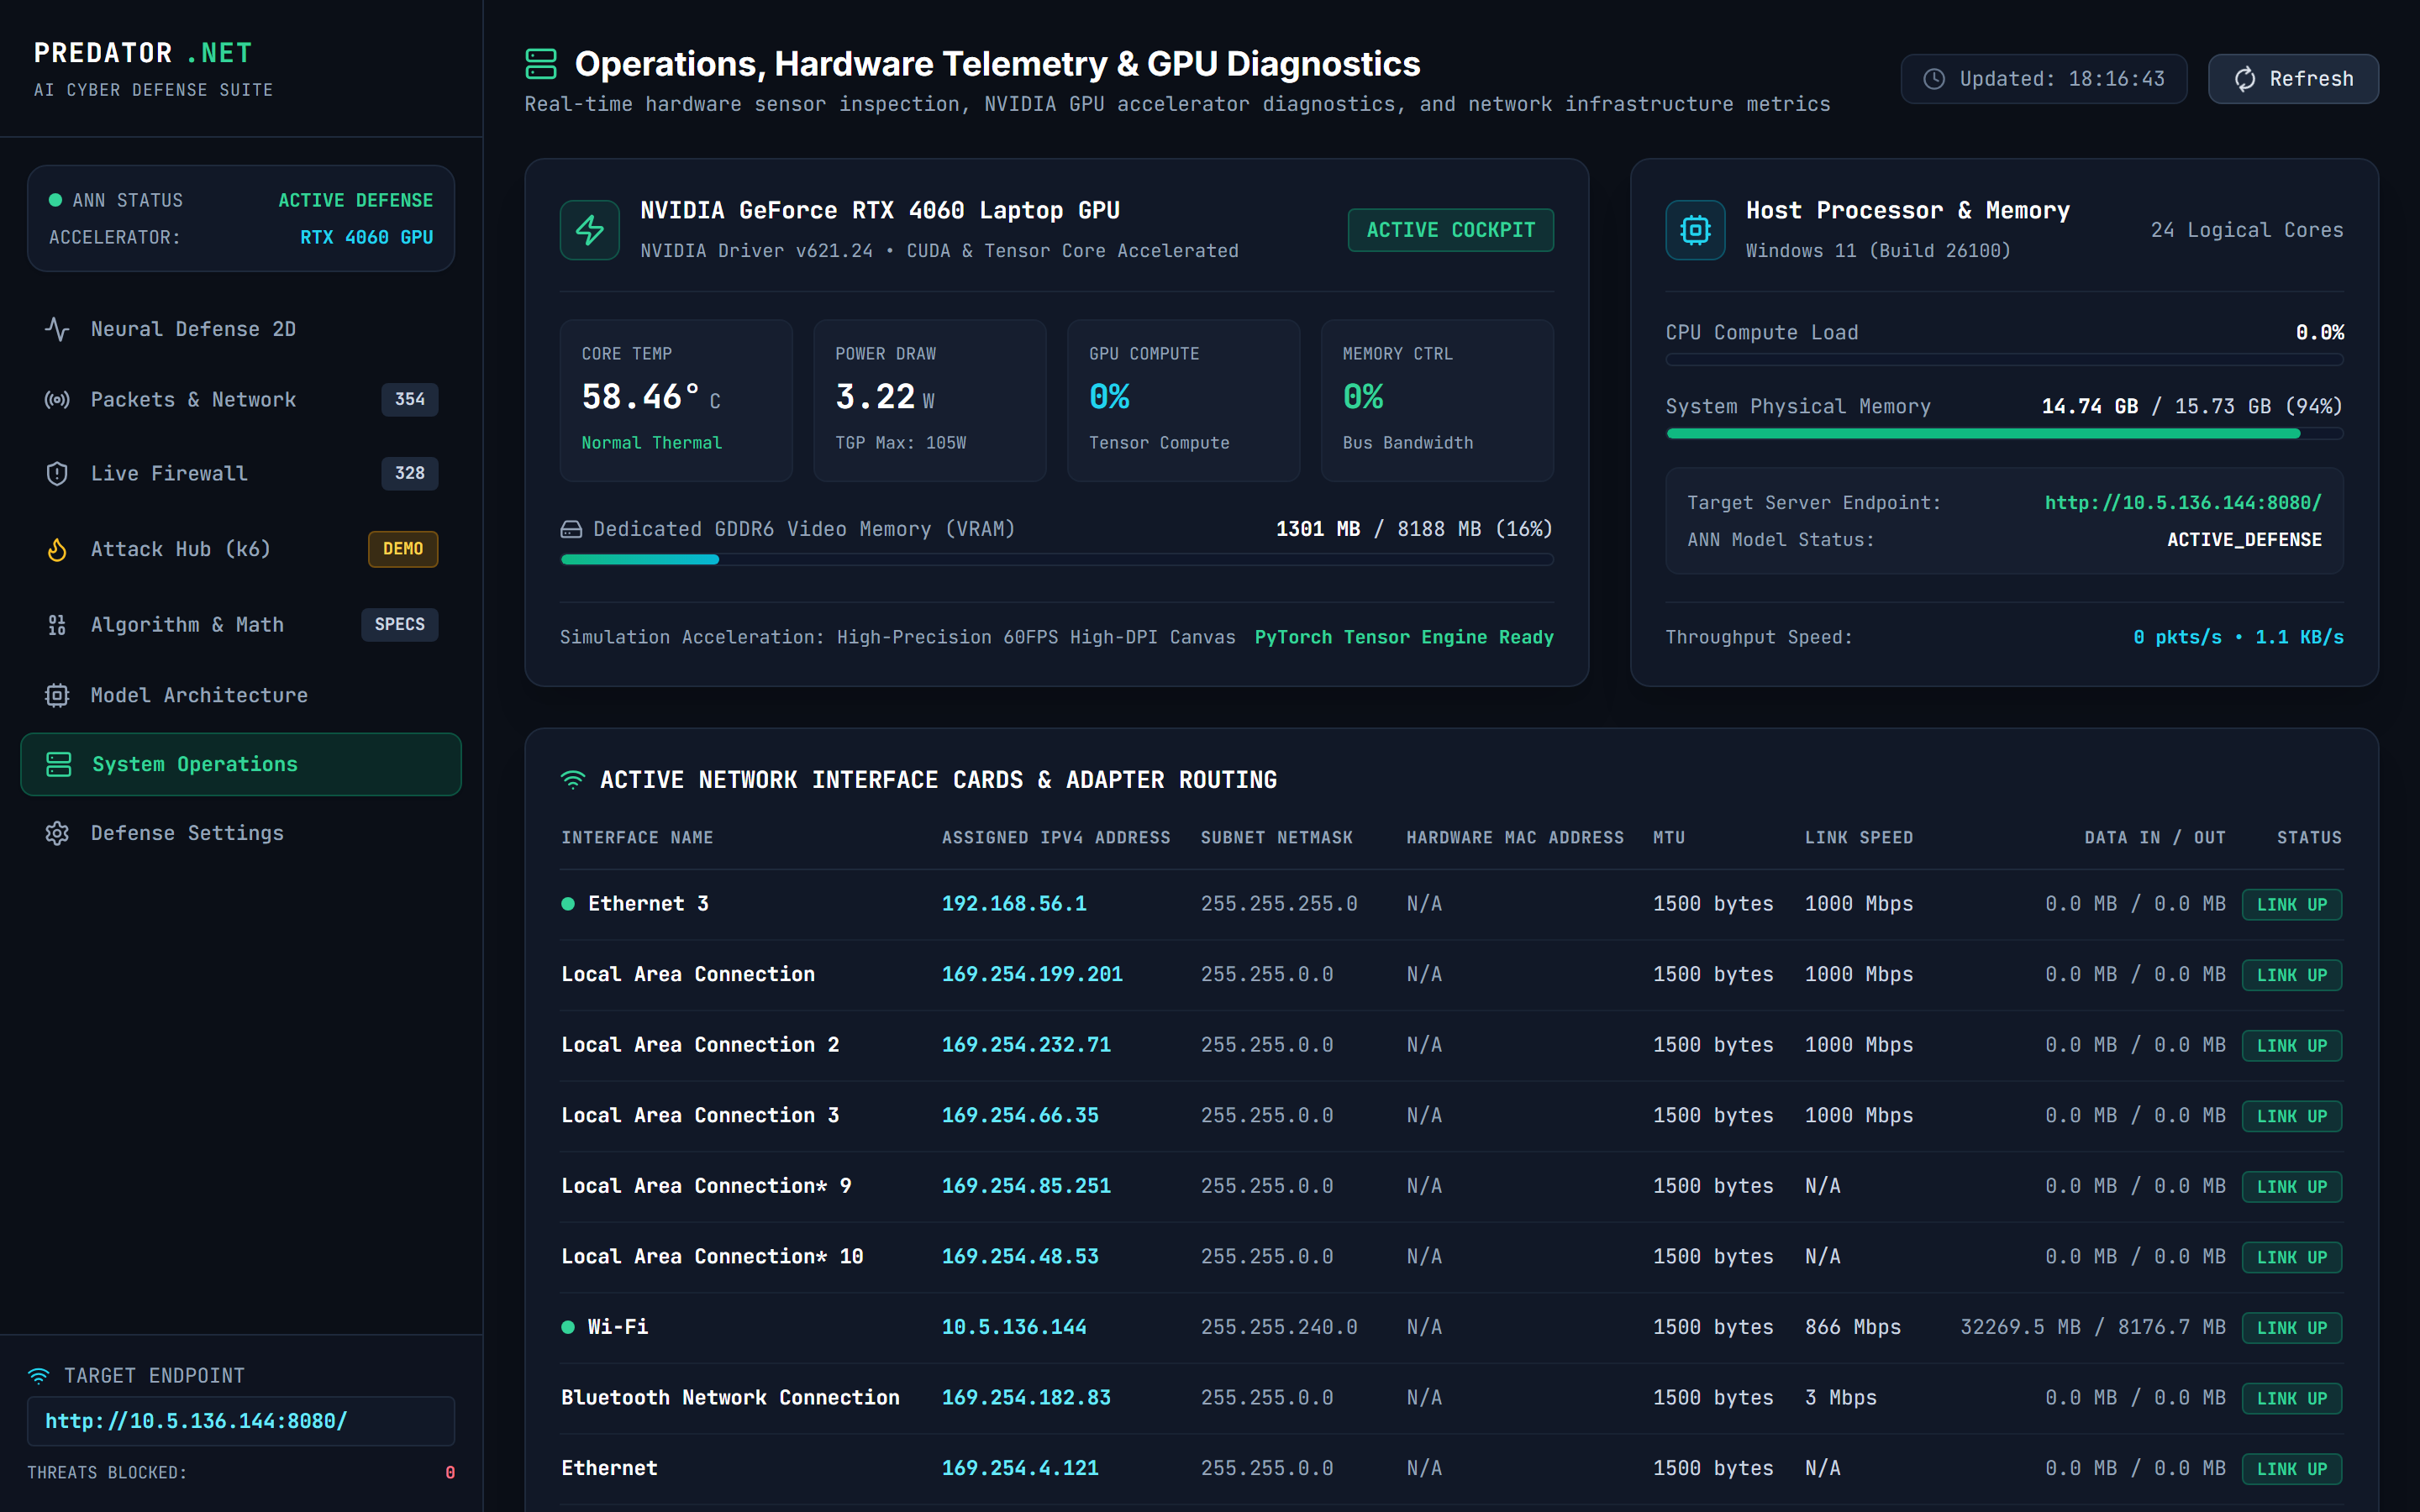 PREDATOR .NET
AI CYBER DEFENSE SUITE
ANN STATUS ACTIVE DEFENSE
ACCELERATOR: RTX 4060 GPU
Neural Defense 2D
Packets & Network 354
Live Firewall 328
Attack Hub (k6) DEMO
Algorithm & Math SPECS
Model Architecture
System Operations
Defense Settings
TARGET ENDPOINT
http://10.5.136.144:8080/
THREATS BLOCKED: 0
Operations, Hardware Telemetry & GPU Diagnostics
Real-time hardware sensor inspection, NVIDIA GPU accelerator diagnostics, and network infrastructure metrics
Updated: 18:16:43
Refresh
NVIDIA GeForce RTX 4060 Laptop GPU
NVIDIA Driver v621.24 • CUDA & Tensor Core Accelerated
ACTIVE COCKPIT
CORE TEMP
58.46° C
Normal Thermal
POWER DRAW
3.22 W
TGP Max: 105W
GPU COMPUTE
0%
Tensor Compute
MEMORY CTRL
0%
Bus Bandwidth
Dedicated GDDR6 Video Memory (VRAM) 1301 MB / 8188 MB (16%)
Simulation Acceleration: High-Precision 60FPS High-DPI Canvas PyTorch Tensor Engine Ready
Host Processor & Memory
Windows 11 (Build 26100)
24 Logical Cores
CPU Compute Load 0.0%
System Physical Memory 14.74 GB / 15.73 GB (94%)
Target Server Endpoint: http://10.5.136.144:8080/
ANN Model Status: ACTIVE_DEFENSE
Throughput Speed: 0 pkts/s • 1.1 KB/s
ACTIVE NETWORK INTERFACE CARDS & ADAPTER ROUTING
INTERFACE NAME ASSIGNED IPV4 ADDRESS SUBNET NETMASK HARDWARE MAC ADDRESS MTU LINK SPEED DATA IN / OUT STATUS
Ethernet 3 192.168.56.1 255.255.255.0 N/A 1500 bytes 1000 Mbps 0.0 MB / 0.0 MB LINK UP
Local Area Connection 169.254.199.201 255.255.0.0 N/A 1500 bytes 1000 Mbps 0.0 MB / 0.0 MB LINK UP
Local Area Connection 2 169.254.232.71 255.255.0.0 N/A 1500 bytes 1000 Mbps 0.0 MB / 0.0 MB LINK UP
Local Area Connection 3 169.254.66.35 255.255.0.0 N/A 1500 bytes 1000 Mbps 0.0 MB / 0.0 MB LINK UP
Local Area Connection* 9 169.254.85.251 255.255.0.0 N/A 1500 bytes N/A 0.0 MB / 0.0 MB LINK UP
Local Area Connection* 10 169.254.48.53 255.255.0.0 N/A 1500 bytes N/A 0.0 MB / 0.0 MB LINK UP
Wi-Fi 10.5.136.144 255.255.240.0 N/A 1500 bytes 866 Mbps 32269.5 MB / 8176.7 MB LINK UP
Bluetooth Network Connection 169.254.182.83 255.255.0.0 N/A 1500 bytes 3 Mbps 0.0 MB / 0.0 MB LINK UP
Ethernet 169.254.4.121 255.255.0.0 N/A 1500 bytes N/A 0.0 MB / 0.0 MB LINK UP